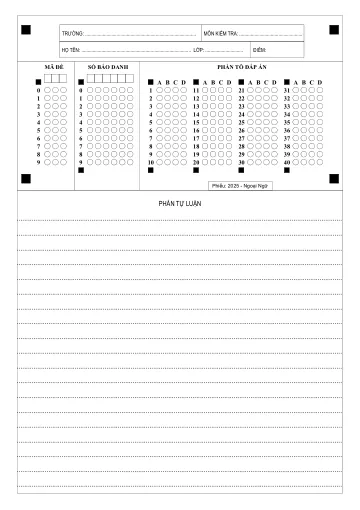 TRƯỜNG: ........................................ MÔN KIỂM TRA: ........................
HỌ TÊN: ........................................ LỚP: ................ ĐIỂM:
MÃ ĐỀ SỐ BÁO DANH PHẦN TÔ ĐÁP ÁN
A B C D A B C D A B C D A B C D
0 0 1 11 21 31
1 1 2 12 22 32
2 2 3 13 23 33
3 3 4 14 24 34
4 4 5 15 25 35
5 5 6 16 26 36
6 6 7 17 27 37
7 7 8 18 28 38
8 8 9 19 29 39
9 9 10 20 30 40
Phiếu: 2025 - Ngoại Ngữ
PHẦN TỰ LUẬN